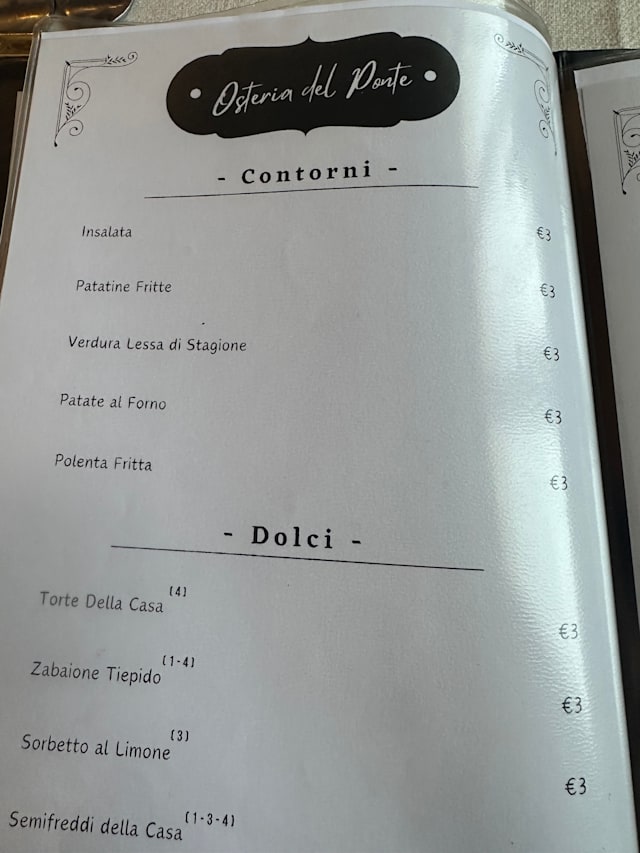 Osteria del Ponte
- Contorni -
Insalata €3
Patatine Fritte €3
Verdura Lessa di Stagione €3
Patate al Forno €3
Polenta Fritta €3
- Dolci -
Torte Della Casa (4) €3
Zabaione Tiepido (1-4) €3
Sorbetto al Limone (3) €3
Semifreddi della Casa (1-3-4)